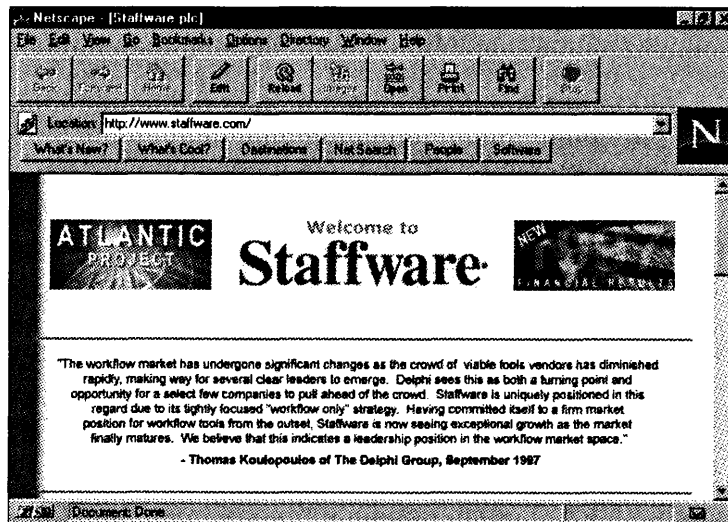 Netscape - [Staffware plc]
File Edit View Go Bookmarks Options Directory Window Help
Back Forward Home Edit Reload Images Open Print Find Stop
Location: http://www.staffware.com/
What's New? What's Cool? Destinations Net Search People Software
N
ATLANTIC
PROJECT
Welcome to
Staffware
NEW
FINANCIAL RESULTS
"The workflow market has undergone significant changes as the crowd of viable tools vendors has diminished
rapidly, making way for several clear leaders to emerge. Delphi sees this as both a turning point and
opportunity for a select few companies to pull ahead of the crowd. Staffware is uniquely positioned in this
regard due to its tightly focused "workflow only" strategy. Having committed itself to a firm market
position for workflow tools from the outset, Staffware is now seeing exceptional growth as the market
finally matures. We believe that this indicates a leadership position in the workflow market space."
- Thomas Koulopoulos of The Delphi Group, September 1997
Document: Done